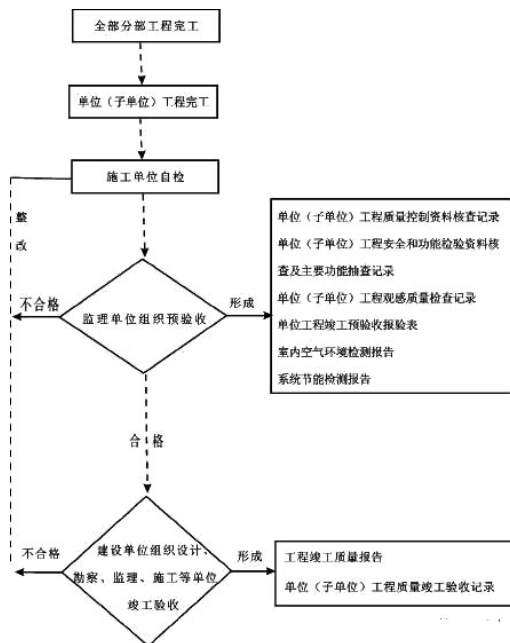 全部分部工程完工
单位（子单位）工程完工
施工单位自检
整
改
单位（子单位）工程质量控制资料核查记录
单位（子单位）工程安全和功能检验资料核
查及主要功能抽查记录
单位（子单位）工程观感质量检查记录
单位工程竣工预验收报验表
室内空气环境检测报告
系统节能检测报告
不合格
监理单位组织预验收
形成
合格
不合格
建设单位组织设计、
勘察、监理、施工等单位
竣工验收
形成
工程竣工质量报告
单位（子单位）工程质量竣工验收记录